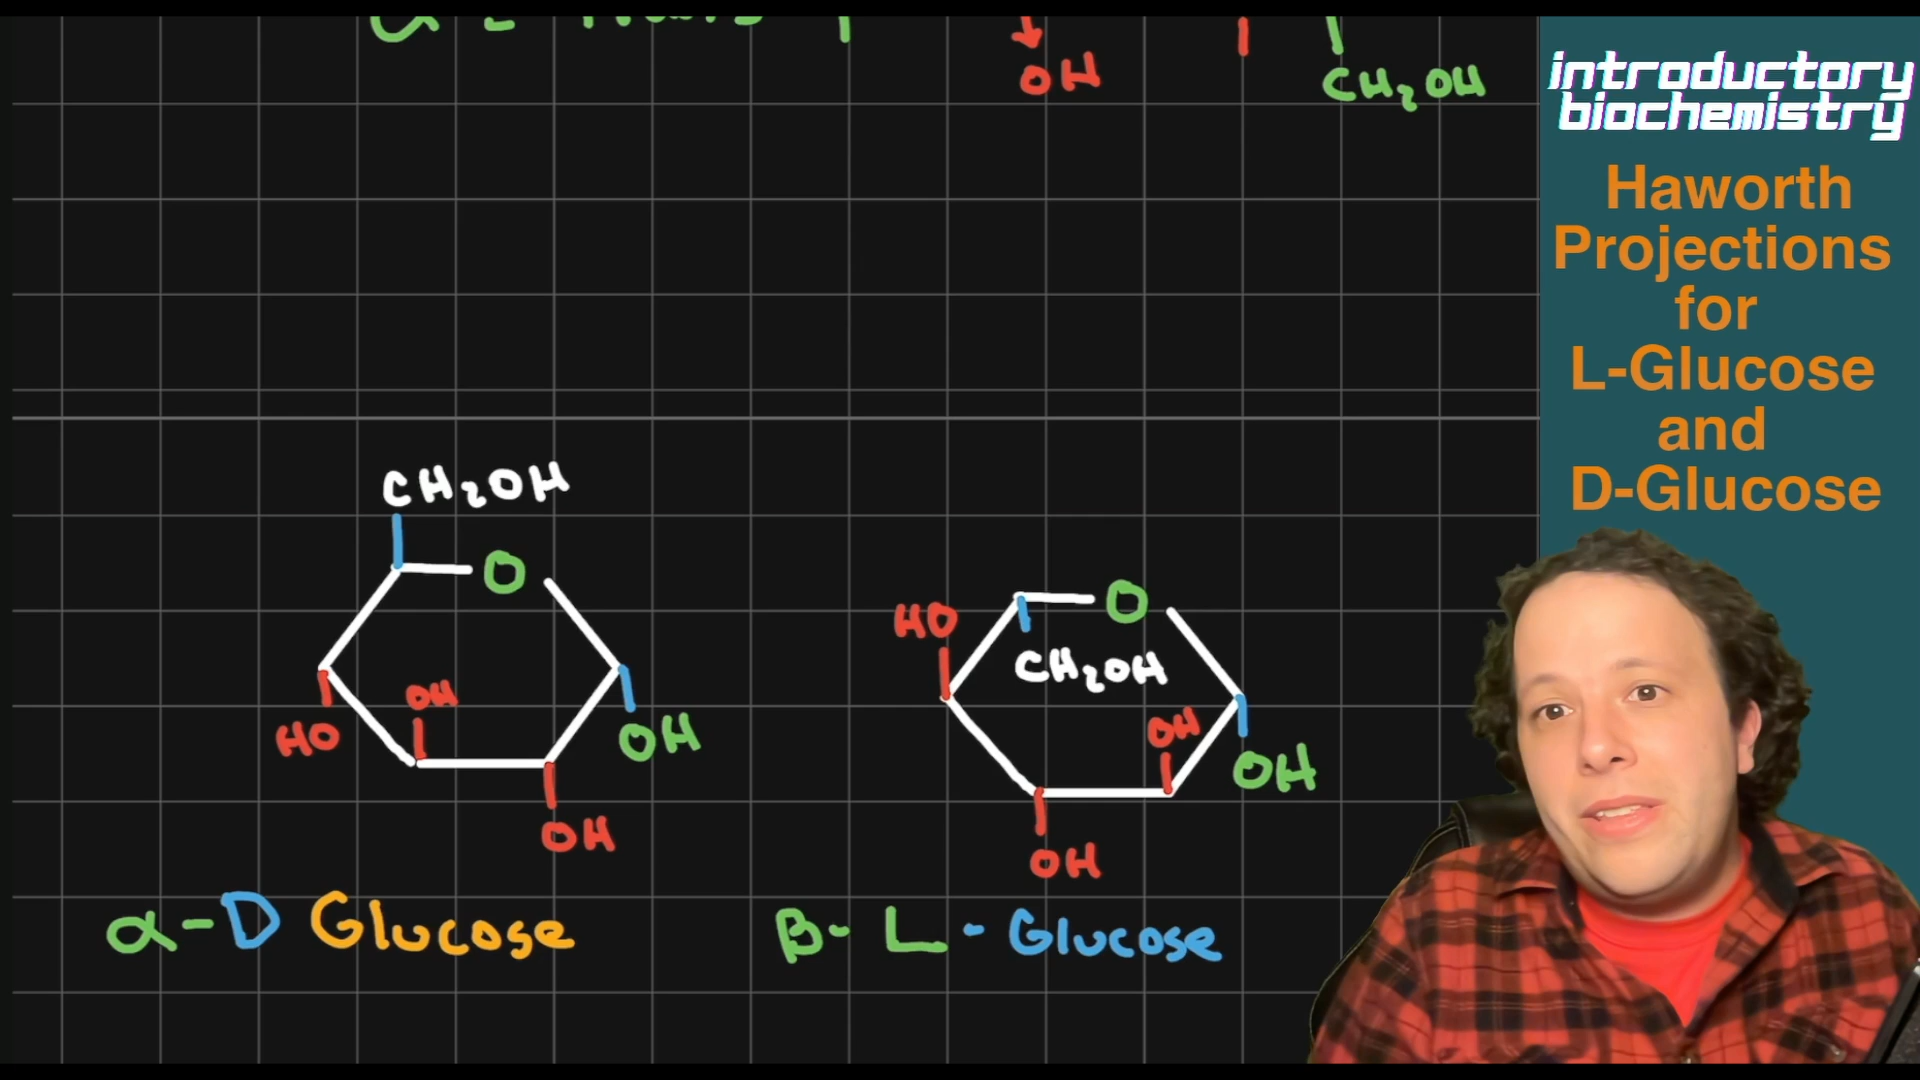 OH
CH₂OH
introductory
biochemistry
Haworth
Projections
for
L-Glucose
and
D-Glucose
CH₂OH
O
HO
OH
OH
OH
HO
O
CH₂OH
OH
OH
OH
α-D Glucose
β-L-Glucose